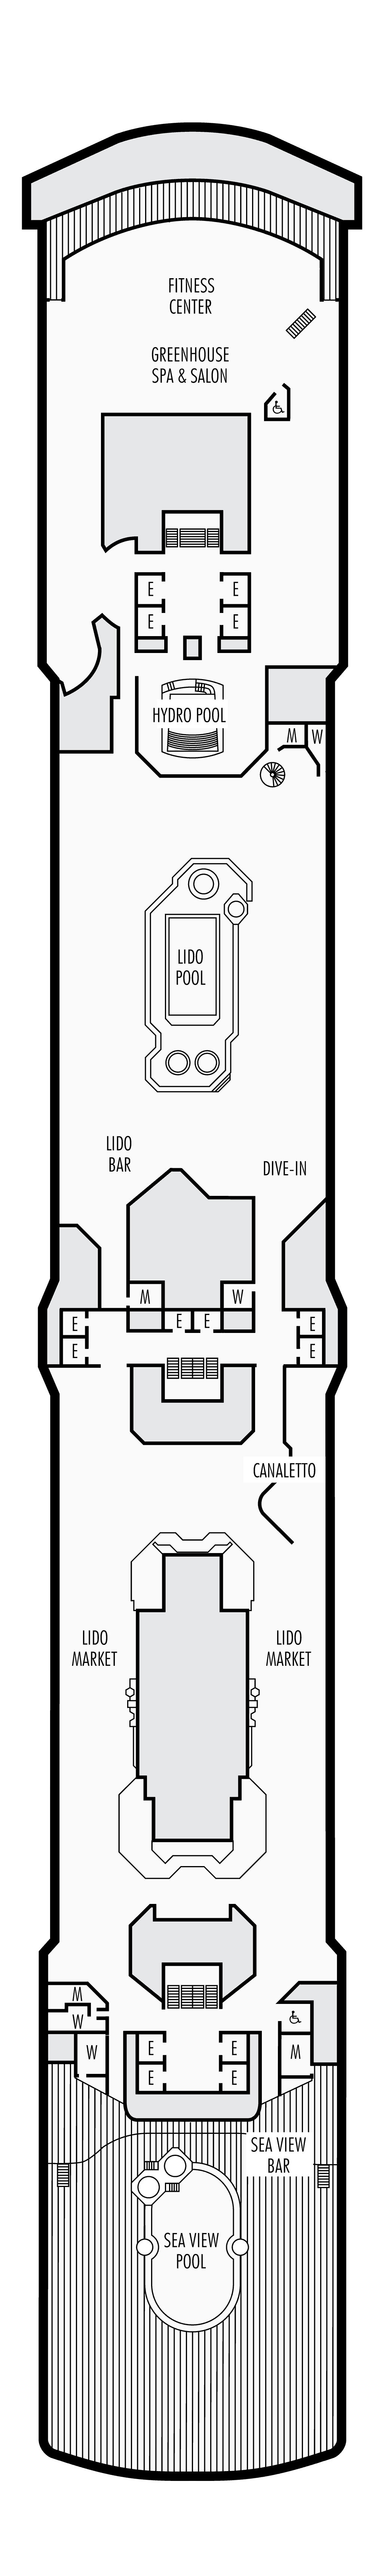 FITNESS
CENTER
GREENHOUSE
SPA & SALON
E E
E E
HYDRO POOL
M W
LIDO
POOL
LIDO
BAR
DIVE-IN
M W
E E E E
E E
CANALETTO
LIDO
MARKET
LIDO
MARKET
M
W
W E E M
E E
SEA VIEW
BAR
SEA VIEW
POOL